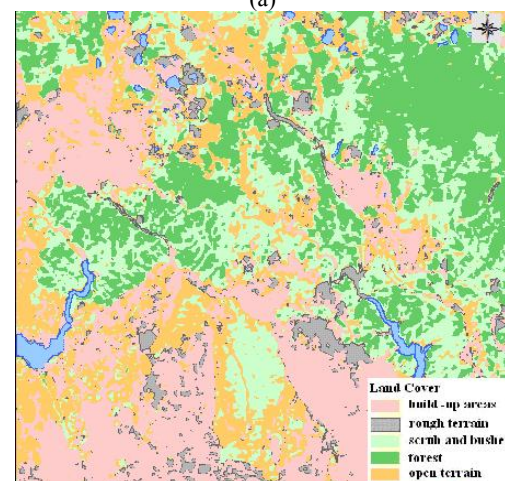 (a)
Land Cover
build -up areas
rough terrain
scrub and bushe
forest
open terrain